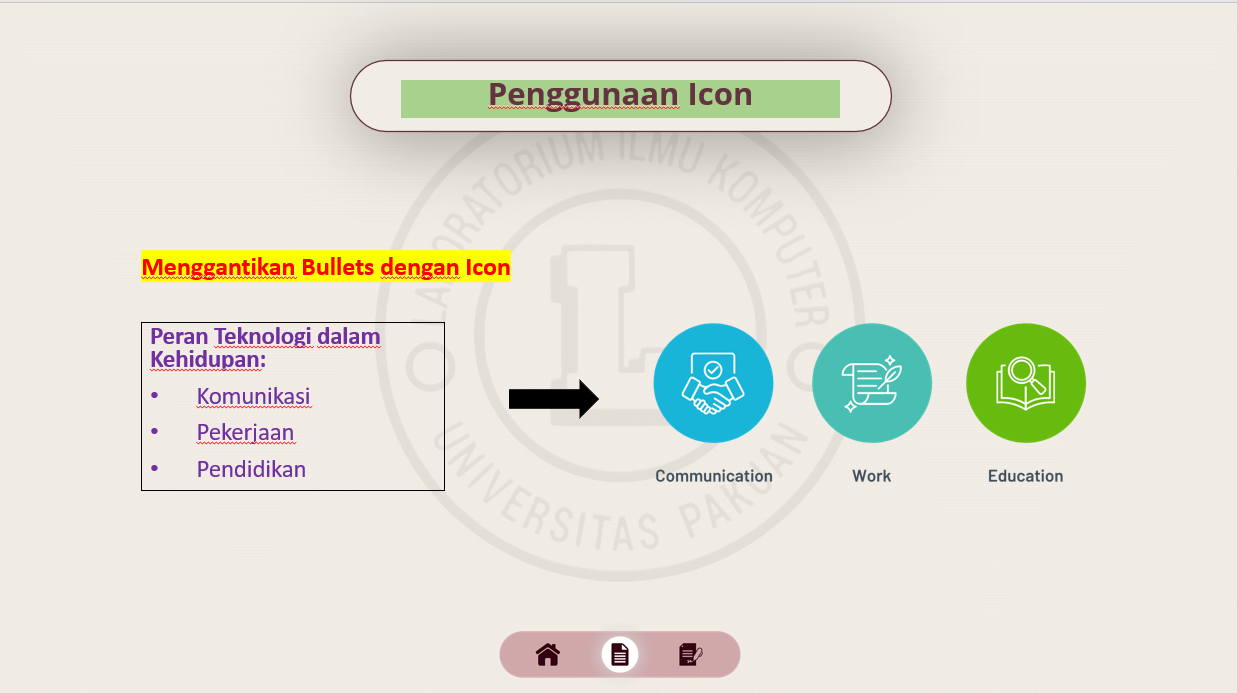 Penggunaan Icon
LABORATORIUM ILMU KOMPUTER
Menggantikan Bullets dengan Icon
Peran Teknologi dalam
Kehidupan:
• Komunikasi
• Pekerjaan
• Pendidikan
L
Communication
Work
Education
UNIVERSITAS PAKUAN